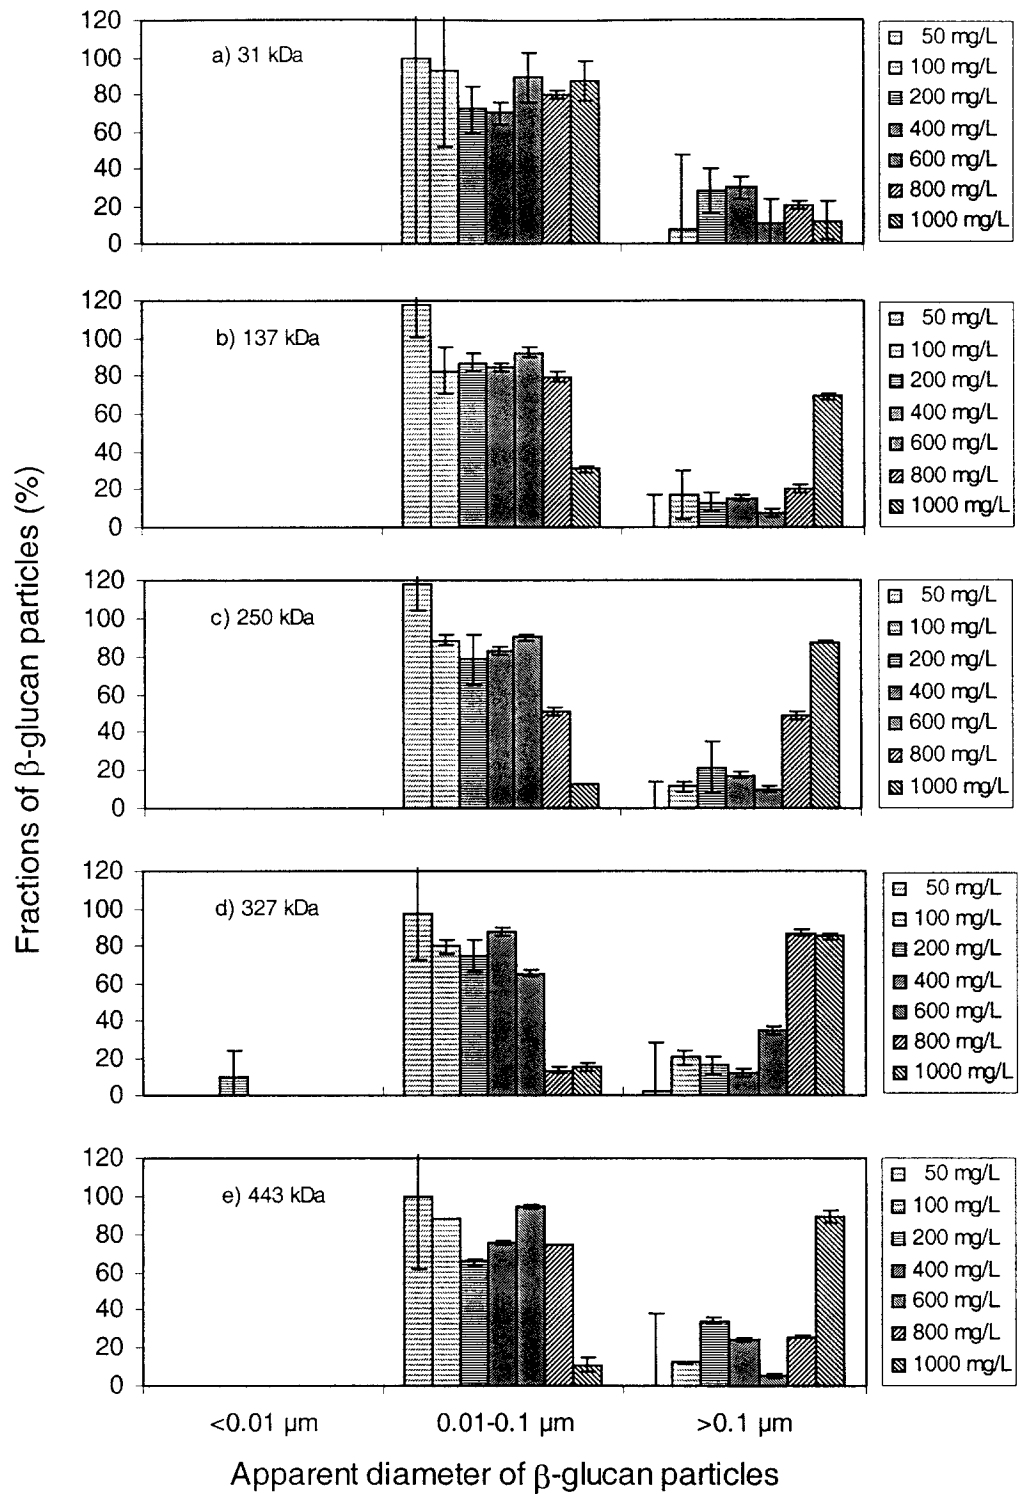 Fractions of β-glucan particles (%)
120
100
80
60
40
20
0
a) 31 kDa
50 mg/L
100 mg/L
200 mg/L
400 mg/L
600 mg/L
800 mg/L
1000 mg/L
120
100
80
60
40
20
0
b) 137 kDa
50 mg/L
100 mg/L
200 mg/L
400 mg/L
600 mg/L
800 mg/L
1000 mg/L
120
100
80
60
40
20
0
c) 250 kDa
50 mg/L
100 mg/L
200 mg/L
400 mg/L
600 mg/L
800 mg/L
1000 mg/L
120
100
80
60
40
20
0
d) 327 kDa
50 mg/L
100 mg/L
200 mg/L
400 mg/L
600 mg/L
800 mg/L
1000 mg/L
120
100
80
60
40
20
0
e) 443 kDa
50 mg/L
100 mg/L
200 mg/L
400 mg/L
600 mg/L
800 mg/L
1000 mg/L
<0.01 µm 0.01-0.1 µm >0.1 µm
Apparent diameter of β-glucan particles